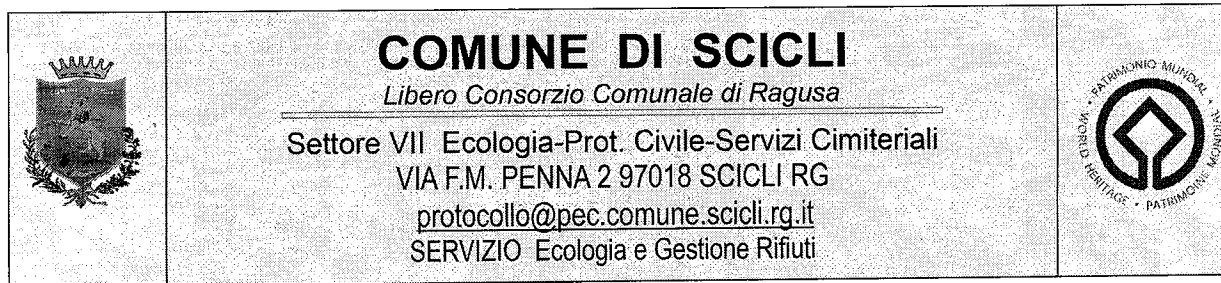 COMUNE DI SCICLI
Libero Consorzio Comunale di Ragusa
Settore VII Ecologia-Prot. Civile-Servizi Cimiteriali
VIA F.M. PENNA 2 97018 SCICLI RG
protocollo@pec.comune.scicli.rg.it
SERVIZIO Ecologia e Gestione Rifiuti
PATRIMONIO MUNDIAL • WORLD HERITAGE • PATRIMOINE MONDIAL •